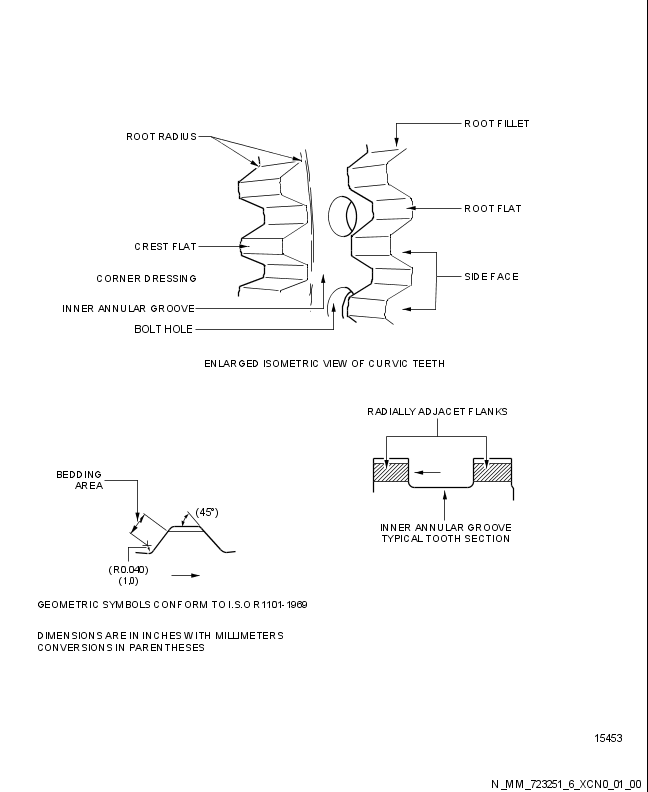 ROOT FILLET
ROOT RADIUS
ROOT FLAT
CREST FLAT
CORNER DRESSING
SIDE FACE
INNER ANNULAR GROOVE
BOLT HOLE
ENLARGED ISOMETRIC VIEW OF CURVIC TEETH
RADIALLY ADJACET FLANKS
BEDDING
AREA
(45°)
INNER ANNULAR GROOVE
TYPICAL TOOTH SECTION
(R0.040)
(1.0)
GEOMETRIC SYMBOLS CONFORM TO I.S.O R1101-1969
DIMENSIONS ARE IN INCHES WITH MILLIMETERS
CONVERSIONS IN PARENTHESES
15453
N_MM_723251_6_XCN0_01_00